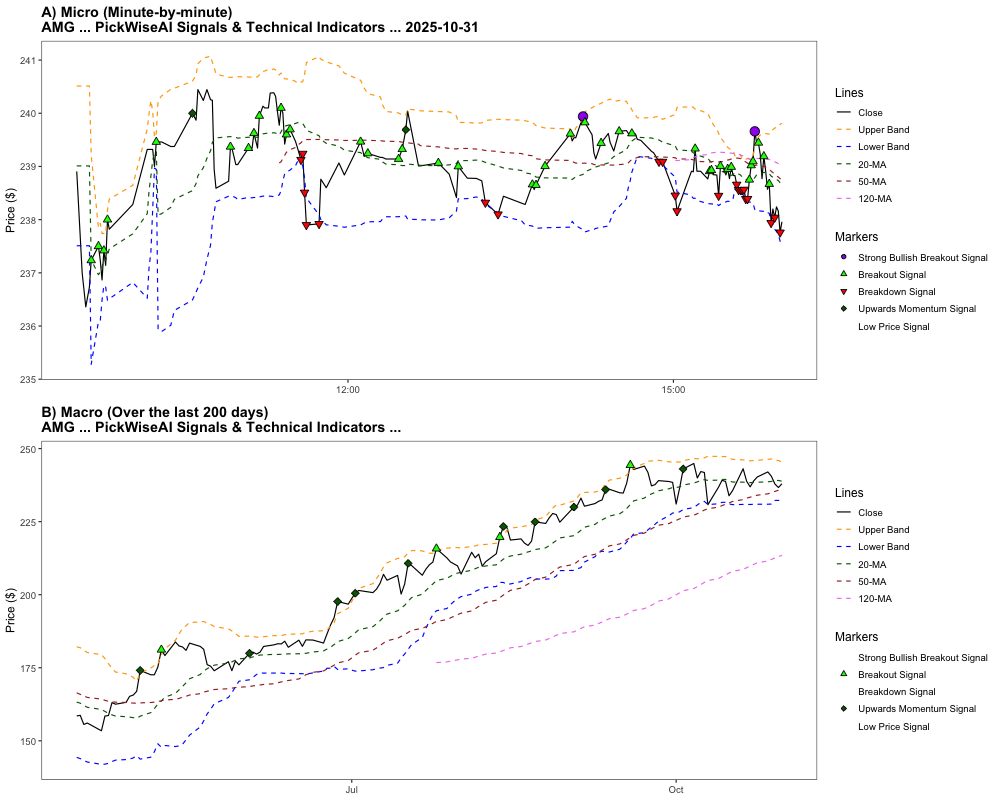 A) Micro (Minute-by-minute)
AMG ... PickWiseAI Signals & Technical Indicators ... 2025-10-31
241
240
239
238
237
236
235
Price ($)
12:00
15:00
Lines
Close
Upper Band
Lower Band
20-MA
50-MA
120-MA
Markers
Strong Bullish Breakout Signal
Breakout Signal
Breakdown Signal
Upwards Momentum Signal
Low Price Signal
B) Macro (Over the last 200 days)
AMG ... PickWiseAI Signals & Technical Indicators ...
250
225
200
175
150
Price ($)
Jul
Oct
Lines
Close
Upper Band
Lower Band
20-MA
50-MA
120-MA
Markers
Strong Bullish Breakout Signal
Breakout Signal
Breakdown Signal
Upwards Momentum Signal
Low Price Signal